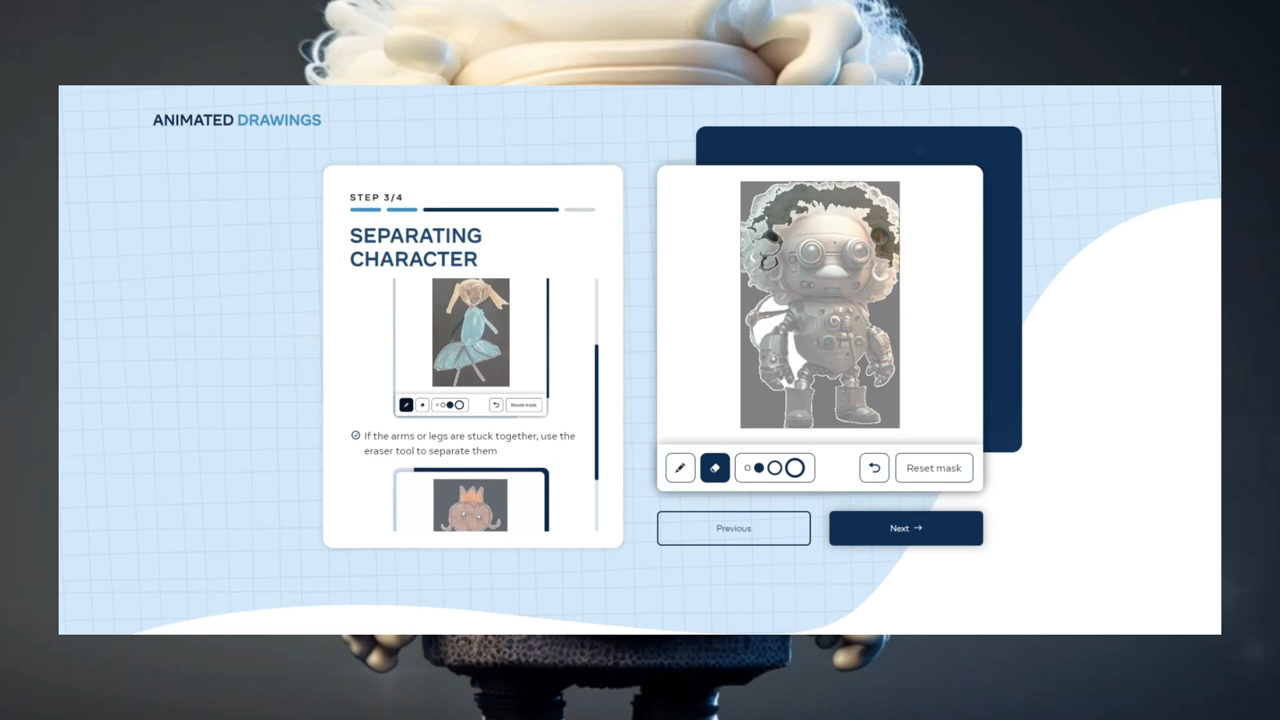 ANIMATED DRAWINGS
STEP 3/4
SEPARATING
CHARACTER
Reset mask
If the arms or legs are stuck together, use the
eraser tool to separate them
Reset mask
Previous
Next →